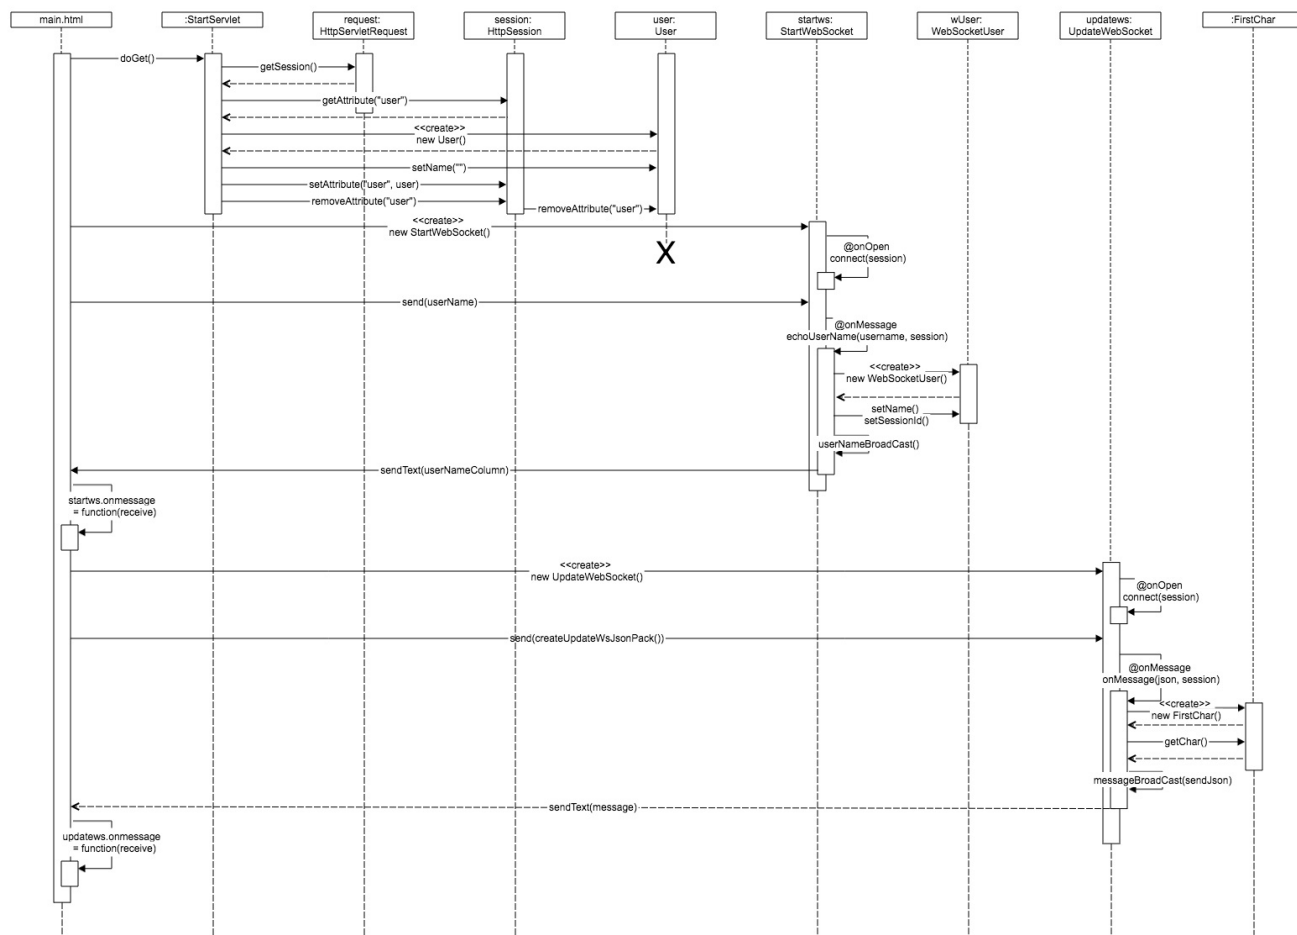 main.html
:StartServlet
request:
HttpServletRequest
session:
HttpSession
user:
User
startws:
StartWebSocket
wUser:
WebSocketUser
updatews:
UpdateWebSocket
:FirstChar
doGet()
getSession()
getAttribute("user")
<<create>>
new User()
setName("")
setAttribute("user", user)
removeAttribute("user")
removeAttribute("user")
<<create>>
new StartWebSocket()
X
@onOpen
connect(session)
send(userName)
@onMessage
echoUserName(username, session)
<<create>>
new WebSocketUser()
setName()
setSessionId()
userNameBroadCast()
sendText(userNameColumn)
startws.onmessage
= function(receive)
<<create>>
new UpdateWebSocket()
@onOpen
connect(session)
send(createUpdateWsJsonPack())
@onMessage
onMessage(json, session)
<<create>>
new FirstChar()
getChar()
messageBroadCast(sendJson)
sendText(message)
updatews.onmessage
= function(receive)